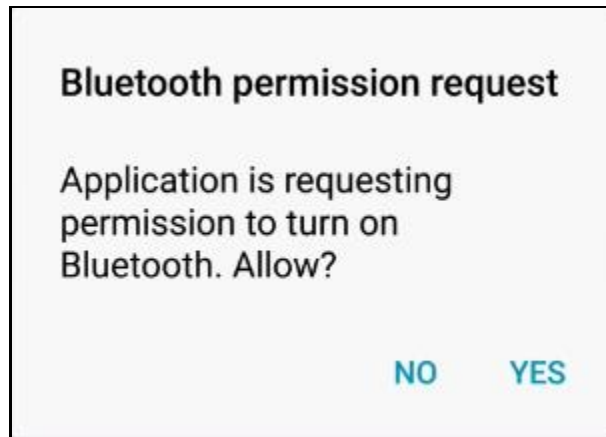 Bluetooth permission request
Application is requesting
permission to turn on
Bluetooth. Allow?
NO YES